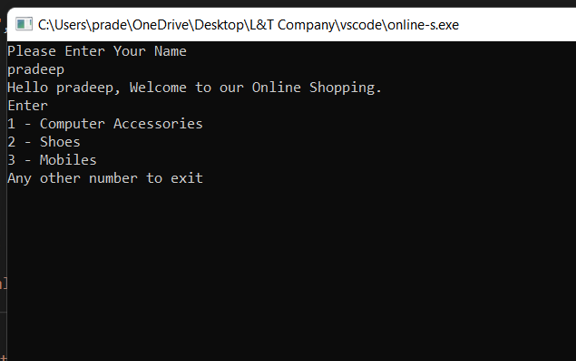 C:\Users\prade\OneDrive\Desktop\L&T Company\vscode\online-s.exe
Please Enter Your Name
pradeep
Hello pradeep, Welcome to our Online Shopping.
Enter
1 - Computer Accessories
2 - Shoes
3 - Mobiles
Any other number to exit